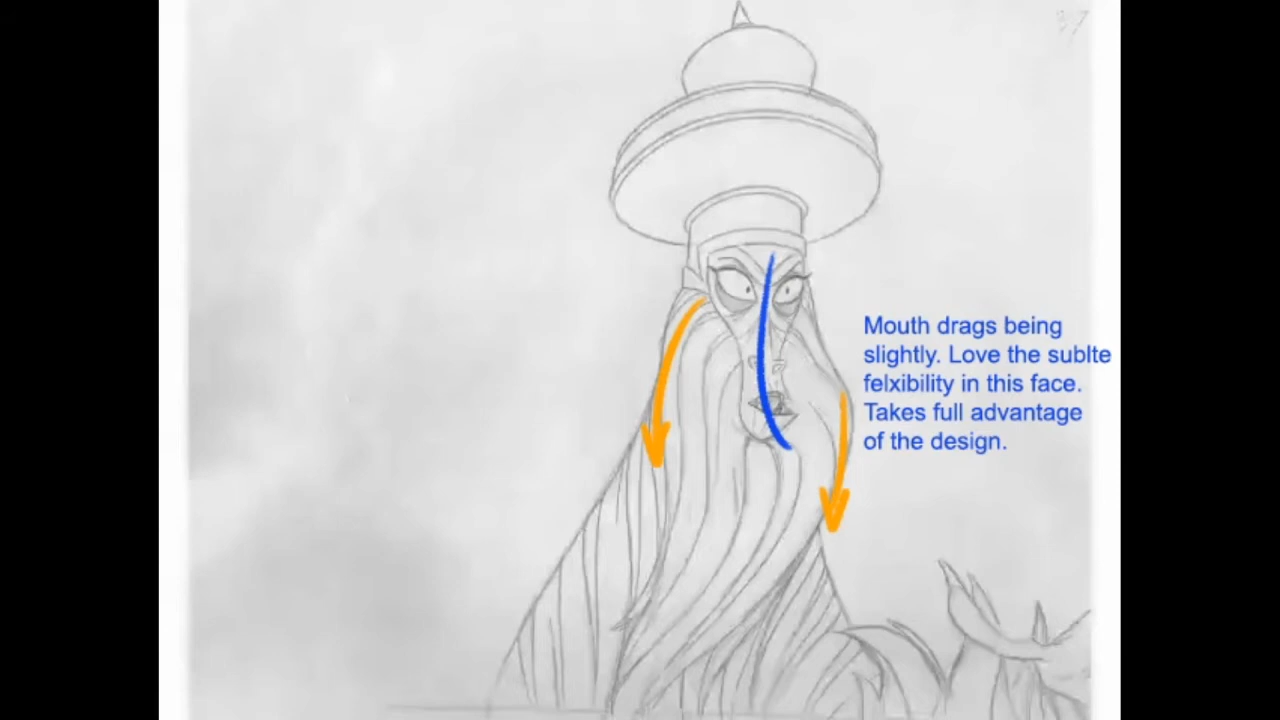 Mouth drags being
slightly. Love the sublte
felxibility in this face.
Takes full advantage
of the design.